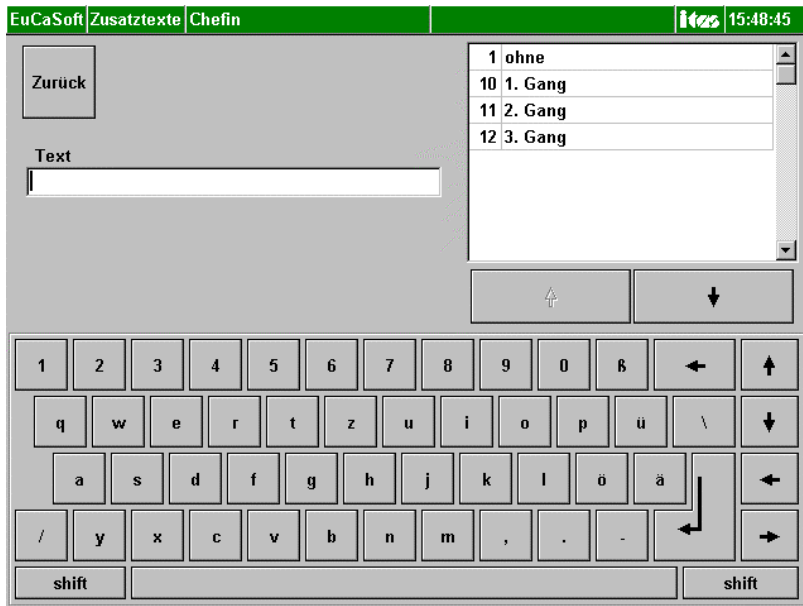 EuCaSoft Zusatztexte Chefin itas 15:48:45
Zurück
1 ohne
10 1. Gang
11 2. Gang
12 3. Gang
Text
1 2 3 4 5 6 7 8 9 0 ß
q w e r t z u i o p ü \
a s d f g h j k l ö ä
/ y x c v b n m , . -
shift shift